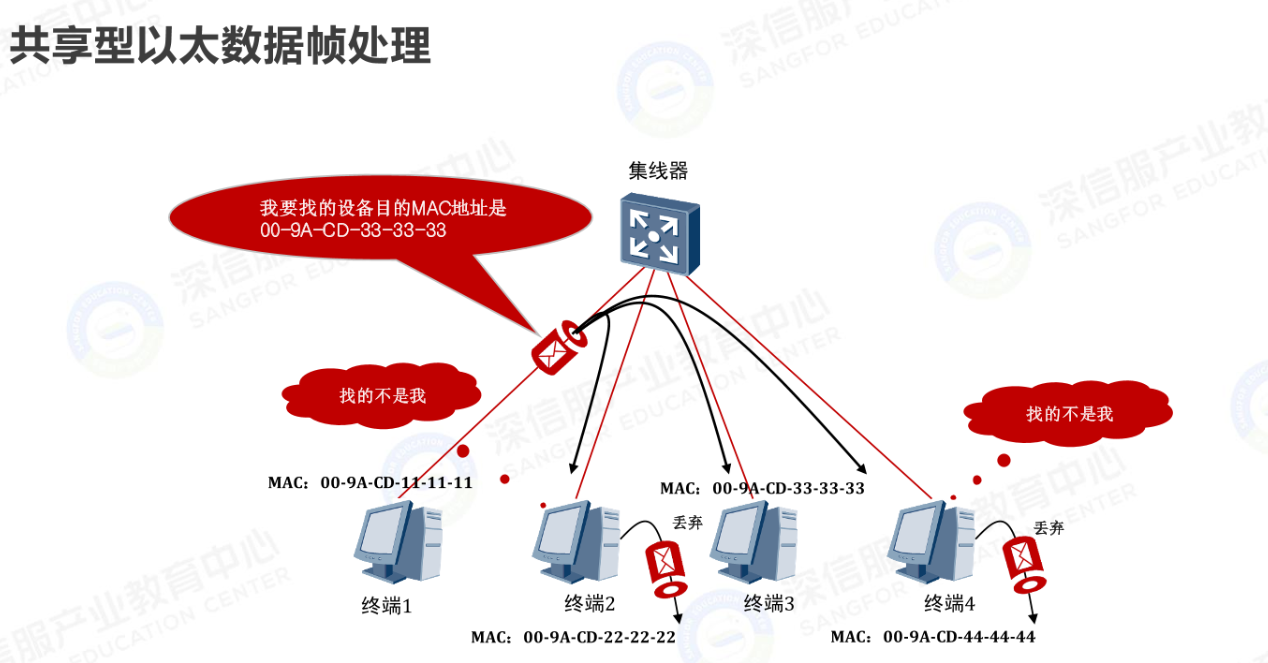 共享型以太数据帧处理
集线器
我要找的设备目的MAC地址是
00-9A-CD-33-33-33
找的不是我
找的不是我
MAC：00-9A-CD-11-11-11
MAC：00-9A-CD-33-33-33
丢弃
丢弃
终端1
终端2
终端3
终端4
MAC：00-9A-CD-22-22-22
MAC：00-9A-CD-44-44-44
深信服产业教育中心
SANGFOR EDUCATION CENTER